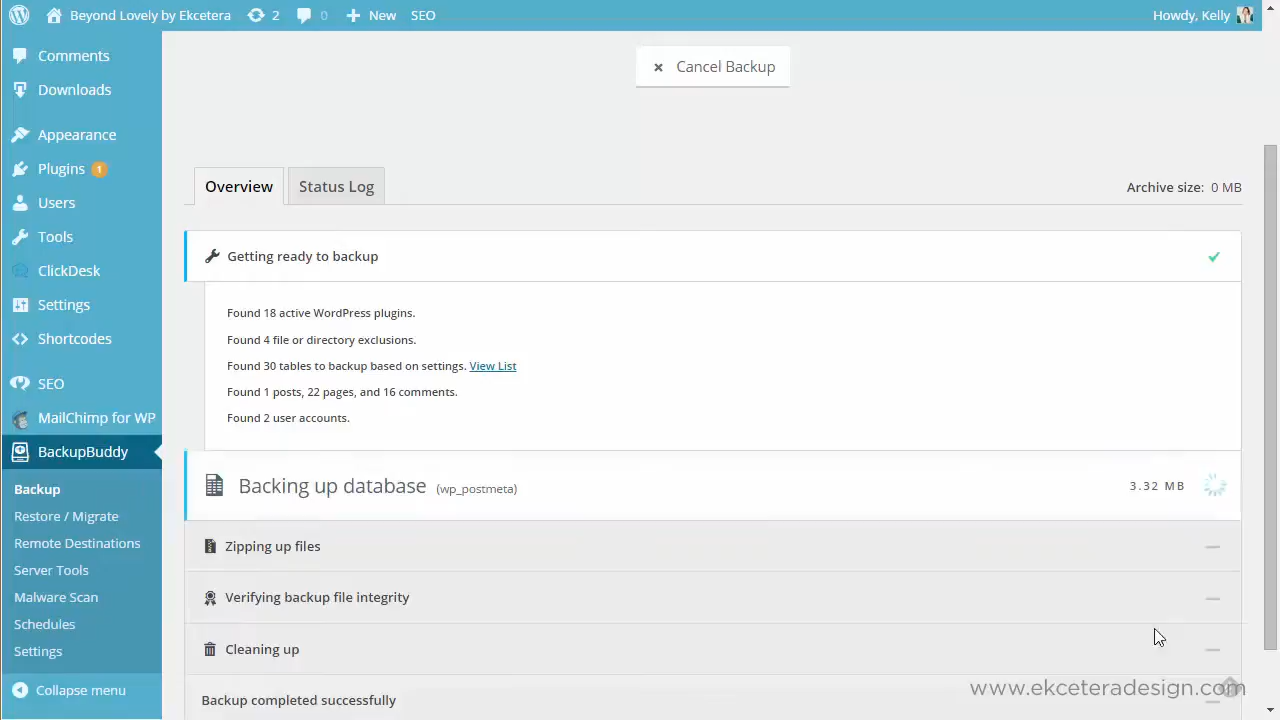 Beyond Lovely by Ekcetera 2 0 New SEO Howdy, Kelly
Comments
Downloads
Appearance
Plugins 1
Users
Tools
ClickDesk
Settings
Shortcodes
SEO
MailChimp for WP
BackupBuddy
Backup
Restore / Migrate
Remote Destinations
Server Tools
Malware Scan
Schedules
Settings
Collapse menu
Cancel Backup
Overview Status Log Archive size: 0 MB
Getting ready to backup
Found 18 active WordPress plugins.
Found 4 file or directory exclusions.
Found 30 tables to backup based on settings. View List
Found 1 posts, 22 pages, and 16 comments.
Found 2 user accounts.
Backing up database (wp_postmeta) 3.32 MB
Zipping up files
Verifying backup file integrity
Cleaning up
Backup completed successfully
www.ekceteradesign.com